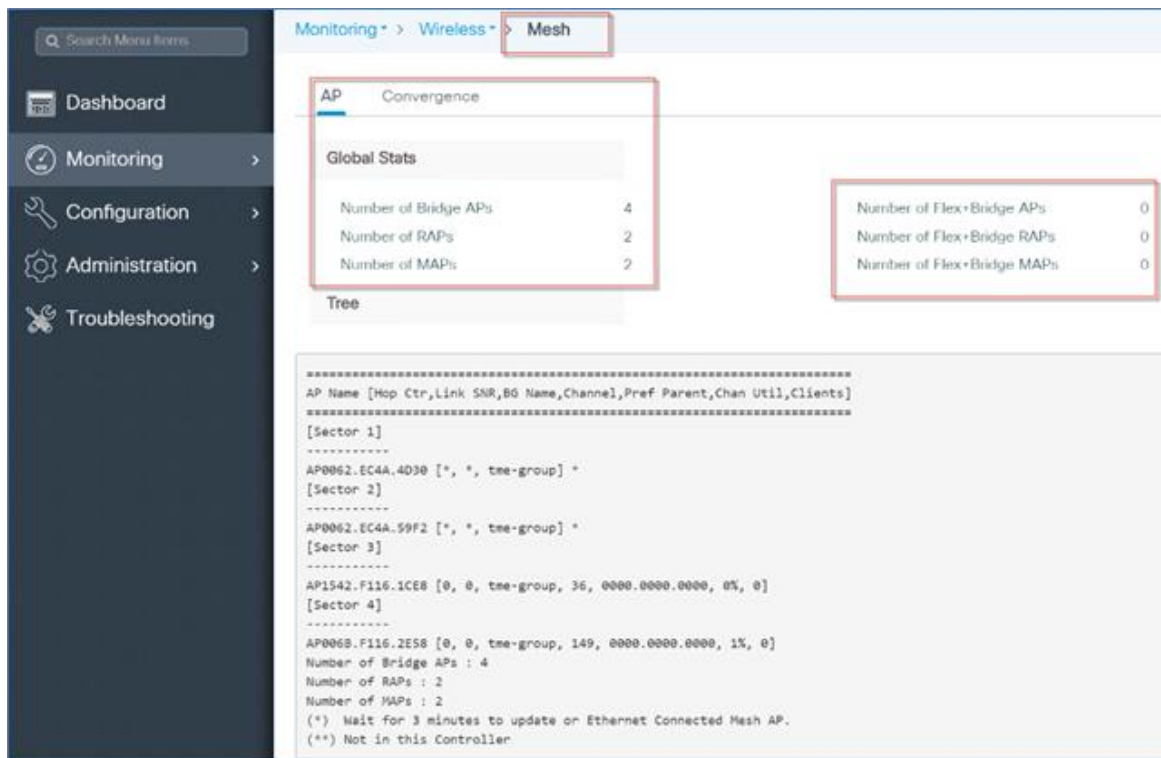 Search Menu Items
Dashboard
Monitoring
Configuration
Administration
Troubleshooting
Monitoring > Wireless > Mesh
AP Convergence
Global Stats
Number of Bridge APs 4
Number of RAPs 2
Number of MAPs 2
Number of Flex+Bridge APs 0
Number of Flex+Bridge RAPs 0
Number of Flex+Bridge MAPs 0
Tree
========================================================================
AP Name [Hop Ctr,Link SNR,BG Name,Channel,Pref Parent,Chan Util,Clients]
========================================================================
[Sector 1]
-----------
AP0062.EC4A.4D30 [*, *, tme-group] *
[Sector 2]
-----------
AP0062.EC4A.59F2 [*, *, tme-group] *
[Sector 3]
-----------
AP1542.F116.1CE8 [0, 0, tme-group, 36, 0000.0000.0000, 0%, 0]
[Sector 4]
-----------
AP006B.F116.2E58 [0, 0, tme-group, 149, 0000.0000.0000, 1%, 0]
Number of Bridge APs : 4
Number of RAPs : 2
Number of MAPs : 2
(*) Wait for 3 minutes to update or Ethernet Connected Mesh AP.
(**) Not in this Controller